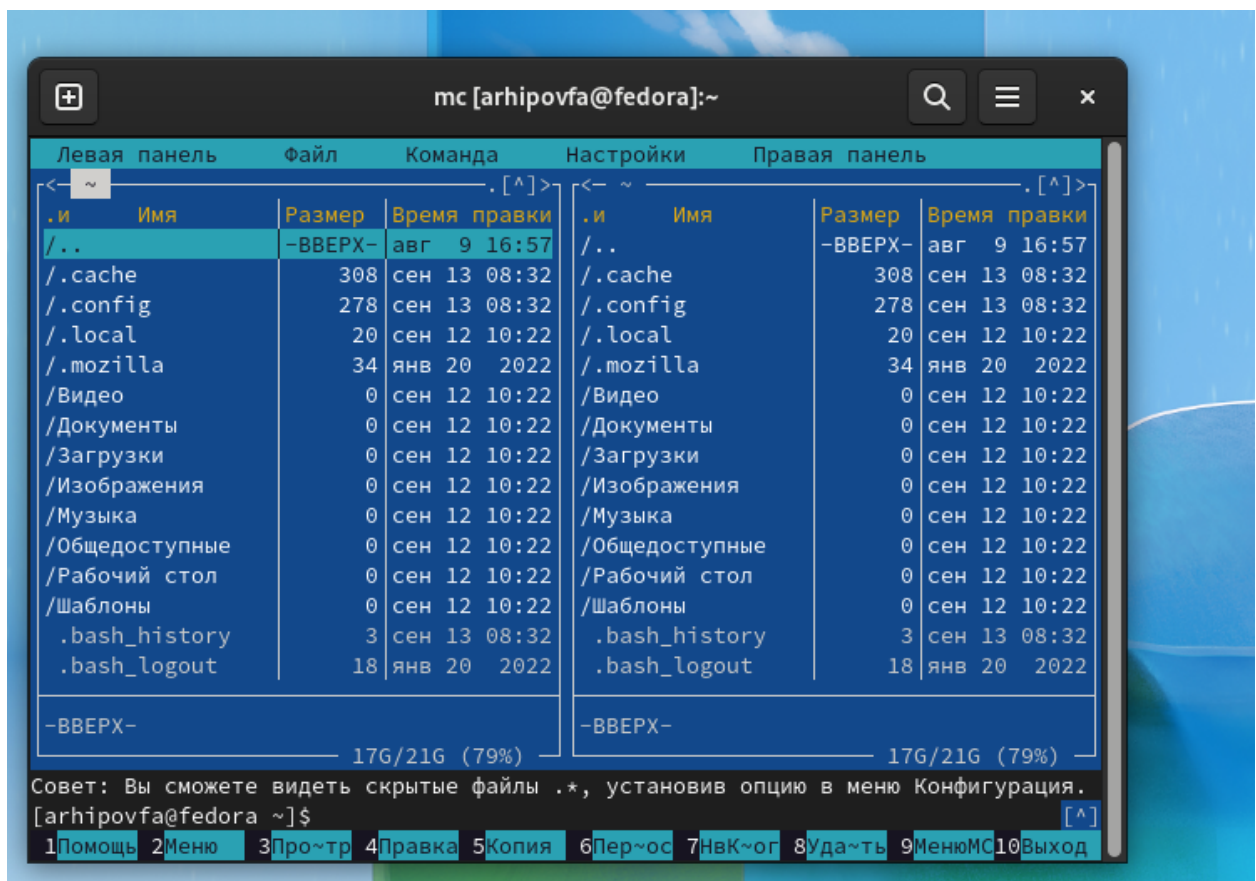 mc [arhipovfa@fedora]:~
Левая панель Файл Команда Настройки Правая панель
<─ ~ ─.[^]> <─ ~ ─.[^]>
.и Имя Размер Время правки .и Имя Размер Время правки
/.. -ВВЕРХ- авг 9 16:57 /.. -ВВЕРХ- авг 9 16:57
/.cache 308 сен 13 08:32 /.cache 308 сен 13 08:32
/.config 278 сен 13 08:32 /.config 278 сен 13 08:32
/.local 20 сен 12 10:22 /.local 20 сен 12 10:22
/.mozilla 34 янв 20 2022 /.mozilla 34 янв 20 2022
/Видео 0 сен 12 10:22 /Видео 0 сен 12 10:22
/Документы 0 сен 12 10:22 /Документы 0 сен 12 10:22
/Загрузки 0 сен 12 10:22 /Загрузки 0 сен 12 10:22
/Изображения 0 сен 12 10:22 /Изображения 0 сен 12 10:22
/Музыка 0 сен 12 10:22 /Музыка 0 сен 12 10:22
/Общедоступные 0 сен 12 10:22 /Общедоступные 0 сен 12 10:22
/Рабочий стол 0 сен 12 10:22 /Рабочий стол 0 сен 12 10:22
/Шаблоны 0 сен 12 10:22 /Шаблоны 0 сен 12 10:22
.bash_history 3 сен 13 08:32 .bash_history 3 сен 13 08:32
.bash_logout 18 янв 20 2022 .bash_logout 18 янв 20 2022
-ВВЕРХ- -ВВЕРХ-
17G/21G (79%) 17G/21G (79%)
Совет: Вы сможете видеть скрытые файлы .*, установив опцию в меню Конфигурация.
[arhipovfa@fedora ~]$ [^]
1Помощь 2Меню 3Про~тр 4Правка 5Копия 6Пер~ос 7НвК~ог 8Уда~ть 9МенюMC 10Выход